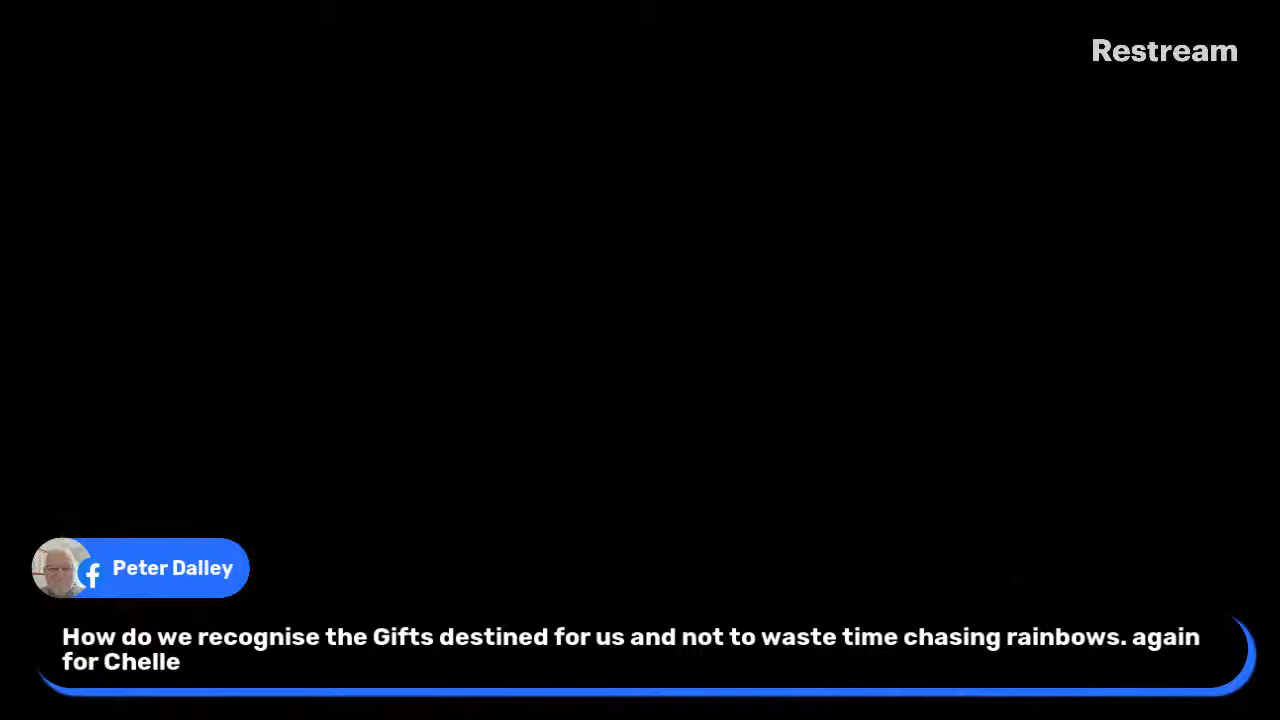 Restream
Peter Dalley
How do we recognise the Gifts destined for us and not to waste time chasing rainbows. again
for Chelle